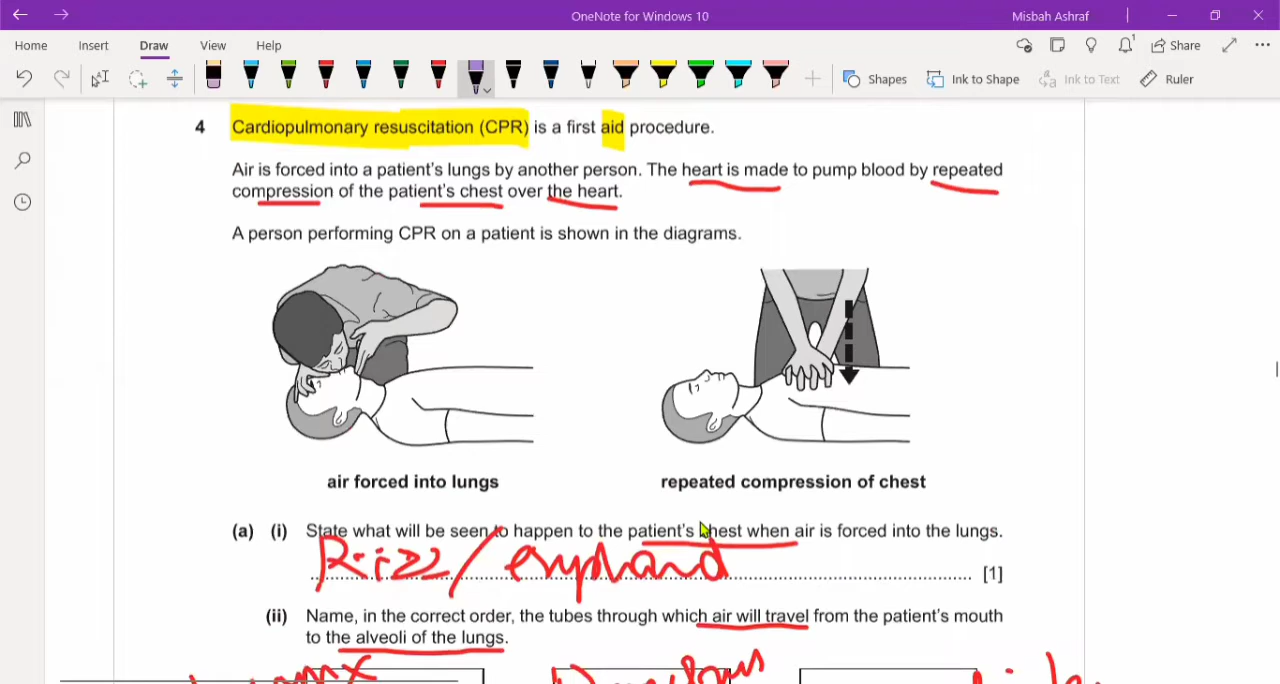 OneNote for Windows 10
Misbah Ashraf
Home Insert Draw View Help
Share
Shapes Ink to Shape Ink to Text Ruler
4 Cardiopulmonary resuscitation (CPR) is a first aid procedure.
Air is forced into a patient's lungs by another person. The heart is made to pump blood by repeated
compression of the patient's chest over the heart.
A person performing CPR on a patient is shown in the diagrams.
air forced into lungs
repeated compression of chest
(a) (i) State what will be seen to happen to the patient's chest when air is forced into the lungs.
[1]
(ii) Name, in the correct order, the tubes through which air will travel from the patient's mouth
to the alveoli of the lungs.